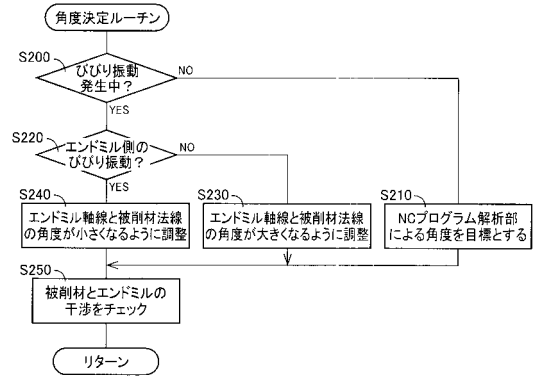 角度決定ルーチン
S200
びびり振動
発生中？
NO
YES
S220
エンドミル側の
びびり振動？
NO
YES
S240
エンドミル軸線と被削材法線
の角度が小さくなるように調整
S230
エンドミル軸線と被削材法線
の角度が大きくなるように調整
S210
NCプログラム解析部
による角度を目標とする
S250
被削材とエンドミルの
干渉をチェック
リターン